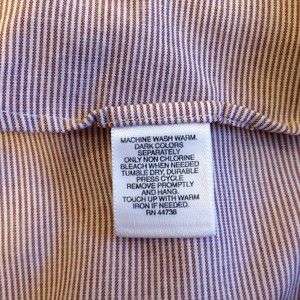 MACHINE WASH WARM.
DARK COLORS
SEPARATELY
ONLY NON CHLORINE
BLEACH WHEN NEEDED
TUMBLE DRY, DURABLE
PRESS CYCLE
REMOVE PROMPTLY
AND HANG.
TOUCH UP WITH WARM
IRON IF NEEDED.
RN 44736